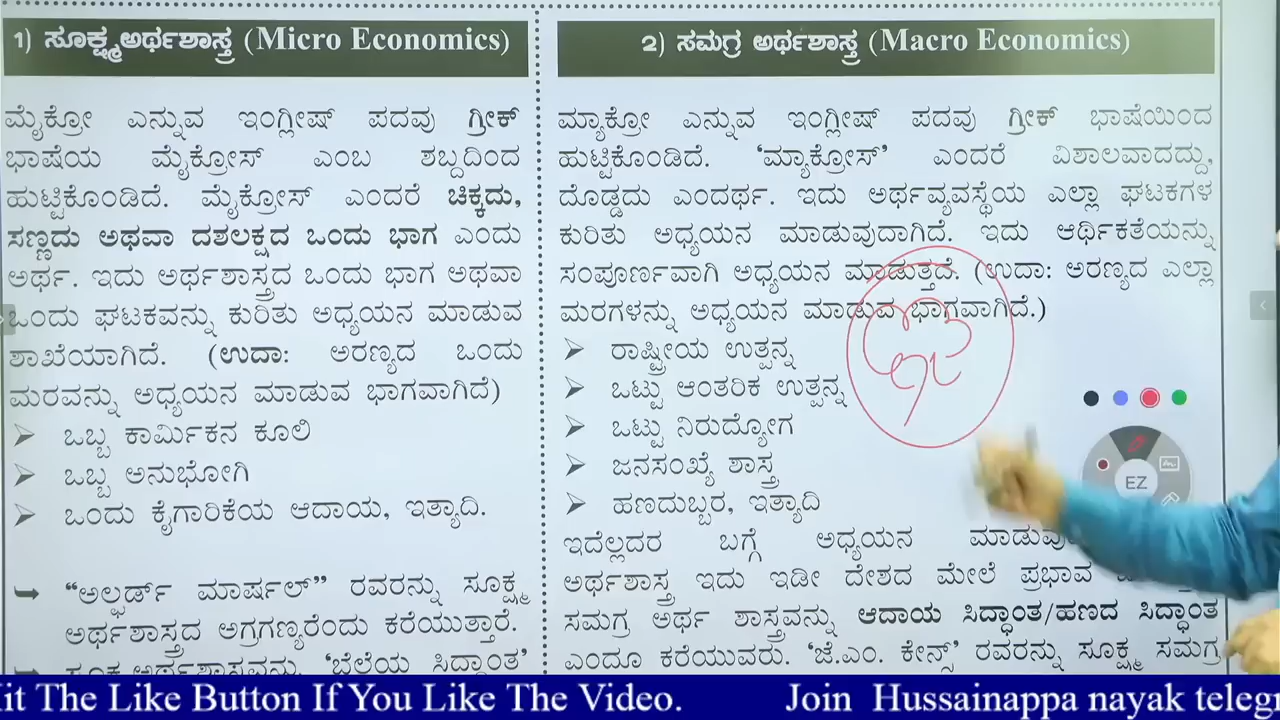 1) ಸೂಕ್ಷ್ಮಅರ್ಥಶಾಸ್ತ್ರ (Micro Economics)
ಮೈಕ್ರೋ ಎನ್ನುವ ಇಂಗ್ಲೀಷ್ ಪದವು ಗ್ರೀಕ್
ಭಾಷೆಯ ಮೈಕ್ರೋಸ್ ಎಂಬ ಶಬ್ದದಿಂದ
ಹುಟ್ಟಿಕೊಂಡಿದೆ. ಮೈಕ್ರೋಸ್ ಎಂದರೆ ಚಿಕ್ಕದು,
ಸಣ್ಣದು ಅಥವಾ ದಶಲಕ್ಷದ ಒಂದು ಭಾಗ ಎಂದು
ಅರ್ಥ. ಇದು ಅರ್ಥಶಾಸ್ತ್ರದ ಒಂದು ಭಾಗ ಅಥವಾ
ಒಂದು ಘಟಕವನ್ನು ಕುರಿತು ಅಧ್ಯಯನ ಮಾಡುವ
ಶಾಖೆಯಾಗಿದೆ. (ಉದಾ: ಅರಣ್ಯದ ಒಂದು
ಮರವನ್ನು ಅಧ್ಯಯನ ಮಾಡುವ ಭಾಗವಾಗಿದೆ)
➤ ಒಬ್ಬ ಕಾರ್ಮಿಕನ ಕೂಲಿ
➤ ಒಬ್ಬ ಅನುಭೋಗಿ
➤ ಒಂದು ಕೈಗಾರಿಕೆಯ ಆದಾಯ, ಇತ್ಯಾದಿ.
“ಅಲ್ಫರ್ಡ್ ಮಾರ್ಷಲ್” ರವರನ್ನು ಸೂಕ್ಷ್ಮ
ಅರ್ಥಶಾಸ್ತ್ರದ ಅಗ್ರಗಣ್ಯರೆಂದು ಕರೆಯುತ್ತಾರೆ.
ಸೂಕ್ಷ್ಮ ಅರ್ಥಶಾಸ್ತ್ರವನ್ನು ‘ಬೆಲೆಯ ಸಿದ್ಧಾಂತ’
2) ಸಮಗ್ರ ಅರ್ಥಶಾಸ್ತ್ರ (Macro Economics)
ಮ್ಯಾಕ್ರೋ ಎನ್ನುವ ಇಂಗ್ಲೀಷ್ ಪದವು ಗ್ರೀಕ್ ಭಾಷೆಯಿಂದ
ಹುಟ್ಟಿಕೊಂಡಿದೆ. ‘ಮ್ಯಾಕ್ರೋಸ್’ ಎಂದರೆ ವಿಶಾಲವಾದದ್ದು,
ದೊಡ್ಡದು ಎಂದರ್ಥ. ಇದು ಅರ್ಥವ್ಯವಸ್ಥೆಯ ಎಲ್ಲಾ ಘಟಕಗಳ
ಕುರಿತು ಅಧ್ಯಯನ ಮಾಡುವುದಾಗಿದೆ. ಇದು ಆರ್ಥಿಕತೆಯನ್ನು
ಸಂಪೂರ್ಣವಾಗಿ ಅಧ್ಯಯನ ಮಾಡುತ್ತದೆ. (ಉದಾ: ಅರಣ್ಯದ ಎಲ್ಲಾ
ಮರಗಳನ್ನು ಅಧ್ಯಯನ ಮಾಡುವ ಭಾಗವಾಗಿದೆ.)
➤ ರಾಷ್ಟ್ರೀಯ ಉತ್ಪನ್ನ
➤ ಒಟ್ಟು ಆಂತರಿಕ ಉತ್ಪನ್ನ
➤ ಒಟ್ಟು ನಿರುದ್ಯೋಗ
➤ ಜನಸಂಖ್ಯೆ ಶಾಸ್ತ್ರ
➤ ಹಣದುಬ್ಬರ, ಇತ್ಯಾದಿ
ಇದೆಲ್ಲದರ ಬಗ್ಗೆ ಅಧ್ಯಯನ
ಅರ್ಥಶಾಸ್ತ್ರ ಇದು ಇಡೀ ದೇಶದ ಮೇಲೆ ಪ್ರಭಾವ
ಸಮಗ್ರ ಅರ್ಥ ಶಾಸ್ತ್ರವನ್ನು ಆದಾಯ ಸಿದ್ಧಾಂತ/ಹಣದ ಸಿದ್ಧಾಂತ
ಎಂದೂ ಕರೆಯುವರು. ‘ಜೆ.ಎಂ. ಕೇನ್ಸ್’ ರವರನ್ನು ಸೂಕ್ಷ್ಮ ಸಮಗ್ರ
EZ
Hit The Like Button If You Like The Video. Join Hussainappa nayak telegr